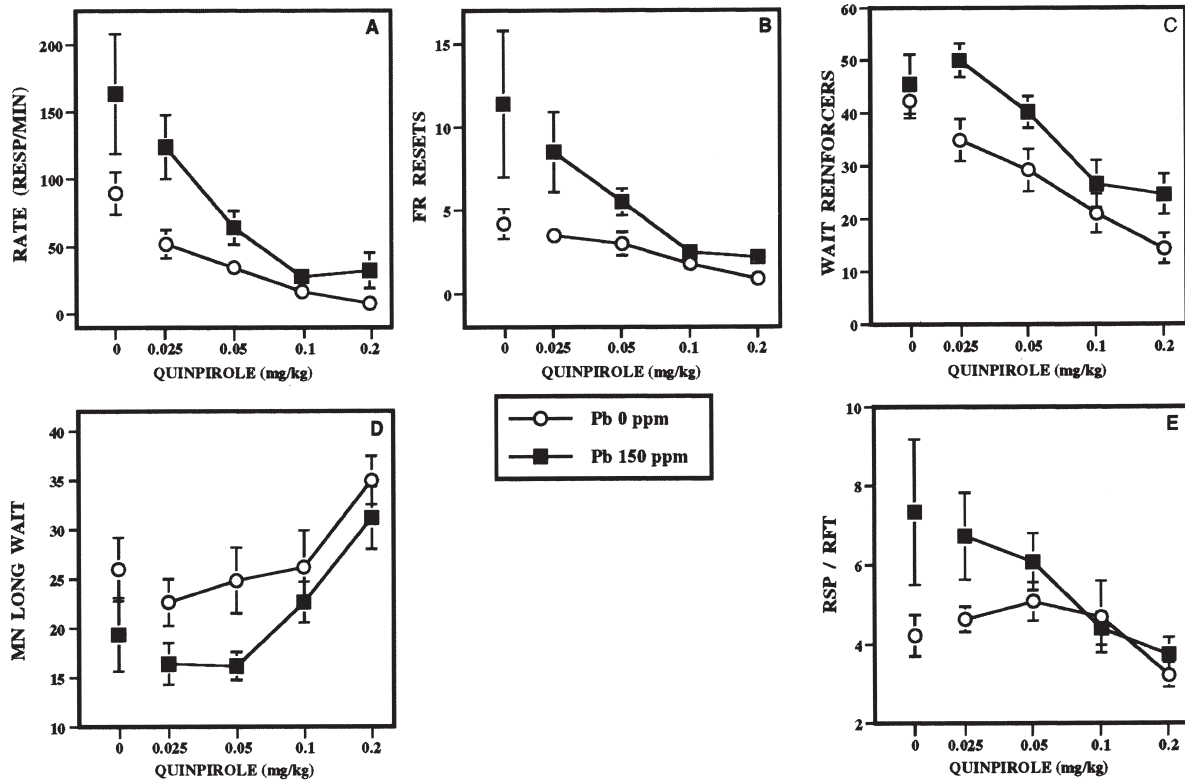 A
RATE (RESP/MIN)
200
150
100
50
0
0 0.025 0.05 0.1 0.2
QUINPIROLE (mg/kg)
B
FR RESETS
15
10
5
0
0 0.025 0.05 0.1 0.2
QUINPIROLE (mg/kg)
C
WAIT REINFORCERS
60
50
40
30
20
10
0
0 0.025 0.05 0.1 0.2
QUINPIROLE (mg/kg)
D
MN LONG WAIT
40
35
30
25
20
15
10
0 0.025 0.05 0.1 0.2
QUINPIROLE (mg/kg)
Pb 0 ppm
Pb 150 ppm
E
RSP / RFT
10
8
6
4
2
0 0.025 0.05 0.1 0.2
QUINPIROLE (mg/kg)